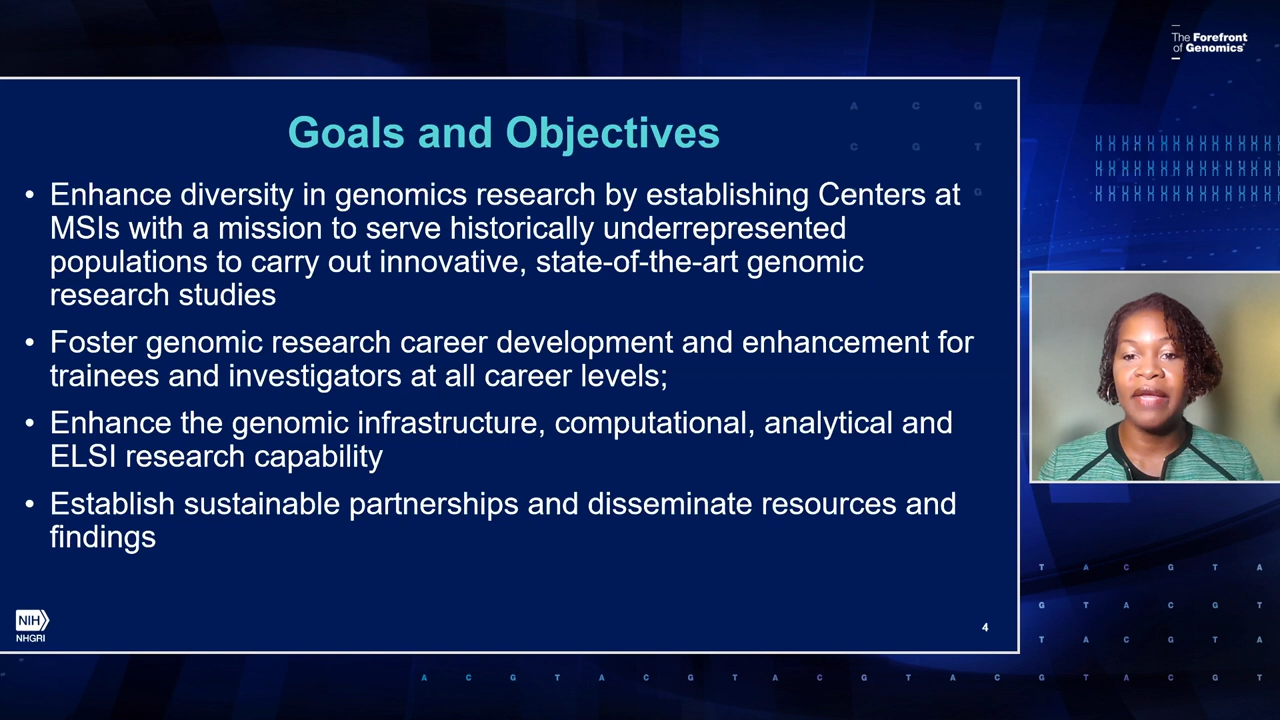 The Forefront
of Genomics®
A C G
Goals and Objectives
C G T
• Enhance diversity in genomics research by establishing Centers at
G
MSIs with a mission to serve historically underrepresented
populations to carry out innovative, state-of-the-art genomic
research studies
• Foster genomic research career development and enhancement for
trainees and investigators at all career levels;
• Enhance the genomic infrastructure, computational, analytical and
ELSI research capability
• Establish sustainable partnerships and disseminate resources and
findings
NIH
NHGRI
4
T A C G T A
G T A C G T
T A C G T A
A C G T A C G T A C G T A C G T A C G T